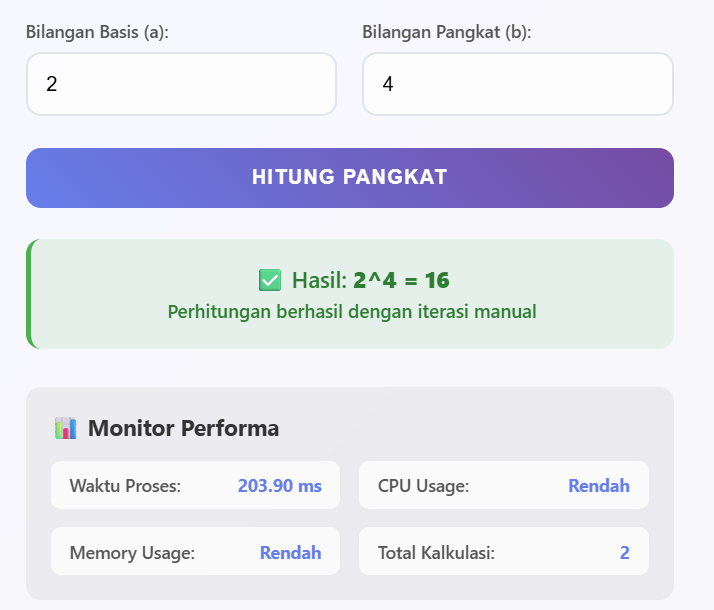 Bilangan Basis (a):
Bilangan Pangkat (b):
2
4
HITUNG PANGKAT
✅ Hasil: 2^4 = 16
Perhitungan berhasil dengan iterasi manual
📊 Monitor Performa
Waktu Proses: 203.90 ms
CPU Usage: Rendah
Memory Usage: Rendah
Total Kalkulasi: 2